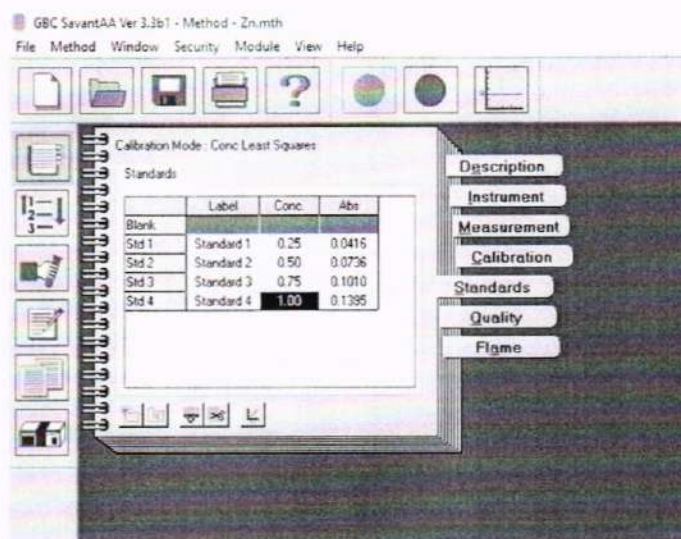 GBC SavantAA Ver 3.3b1 - Method - Zn.mth
File Method Window Security Module View Help
Calibration Mode : Conc Least Squares
Standards
Label Conc. Abs
Blank
Std 1 Standard 1 0.25 0.0416
Std 2 Standard 2 0.50 0.0736
Std 3 Standard 3 0.75 0.1010
Std 4 Standard 4 1.00 0.1395
Description
Instrument
Measurement
Calibration
Standards
Quality
Flame